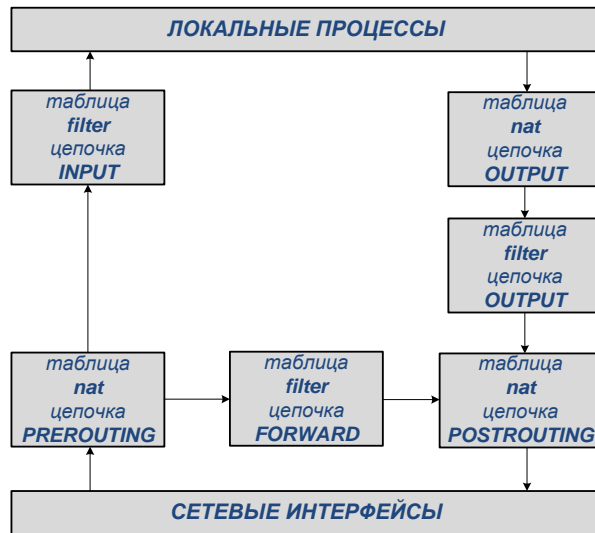 ЛОКАЛЬНЫЕ ПРОЦЕССЫ
таблица
filter
цепочка
INPUT
таблица
nat
цепочка
OUTPUT
таблица
filter
цепочка
OUTPUT
таблица
nat
цепочка
PREROUTING
таблица
filter
цепочка
FORWARD
таблица
nat
цепочка
POSTROUTING
СЕТЕВЫЕ ИНТЕРФЕЙСЫ